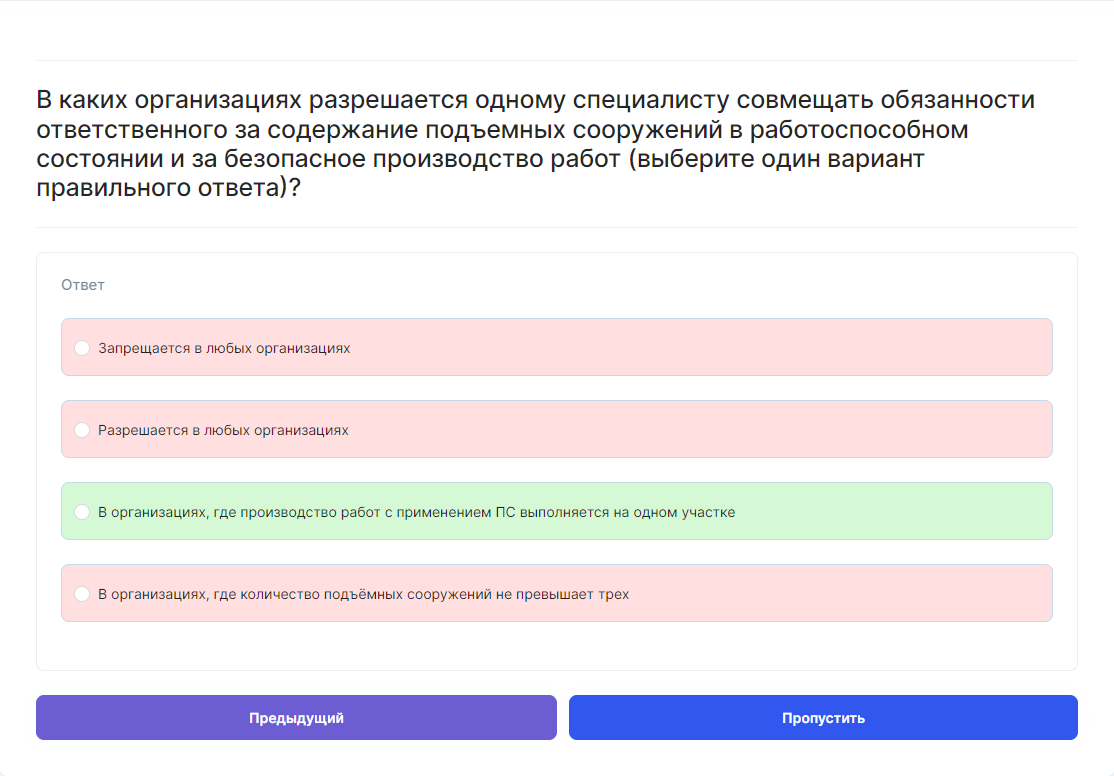 В каких организациях разрешается одному специалисту совмещать обязанности
ответственного за содержание подъемных сооружений в работоспособном
состоянии и за безопасное производство работ (выберите один вариант
правильного ответа)?
Ответ
Запрещается в любых организациях
Разрешается в любых организациях
В организациях, где производство работ с применением ПС выполняется на одном участке
В организациях, где количество подъёмных сооружений не превышает трех
Предыдущий
Пропустить